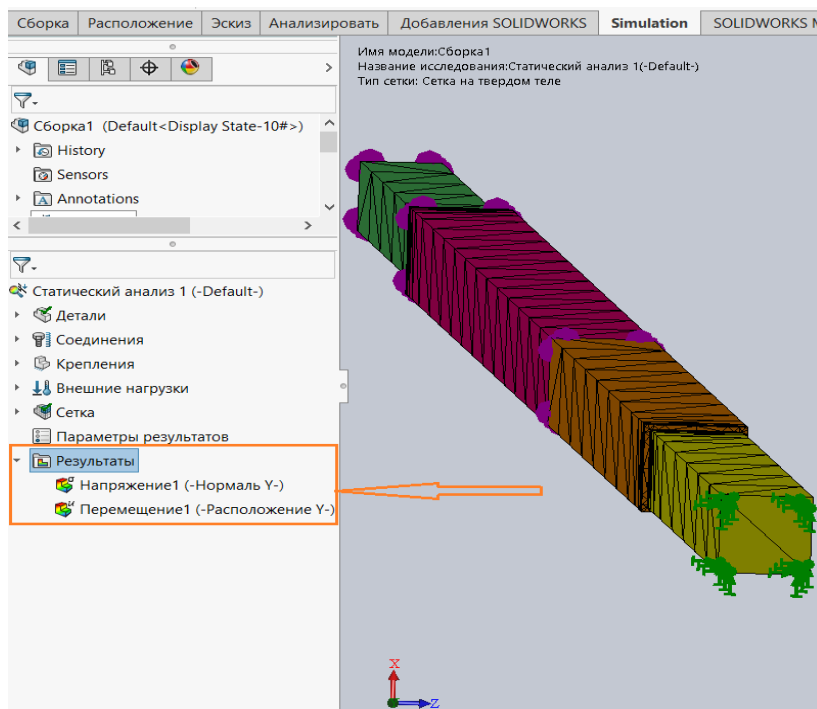 Сборка Расположение Эскиз Анализировать Добавления SOLIDWORKS Simulation SOLIDWORKS M
Имя модели:Сборка1
Название исследования:Статический анализ 1(-Default-)
Тип сетки: Сетка на твердом теле
Сборка1 (Default<Display State-10#>)
History
Sensors
Annotations
Статический анализ 1 (-Default-)
Детали
Соединения
Крепления
Внешние нагрузки
Сетка
Параметры результатов
Результаты
Напряжение1 (-Нормаль Y-)
Перемещение1 (-Расположение Y-)
X
Z